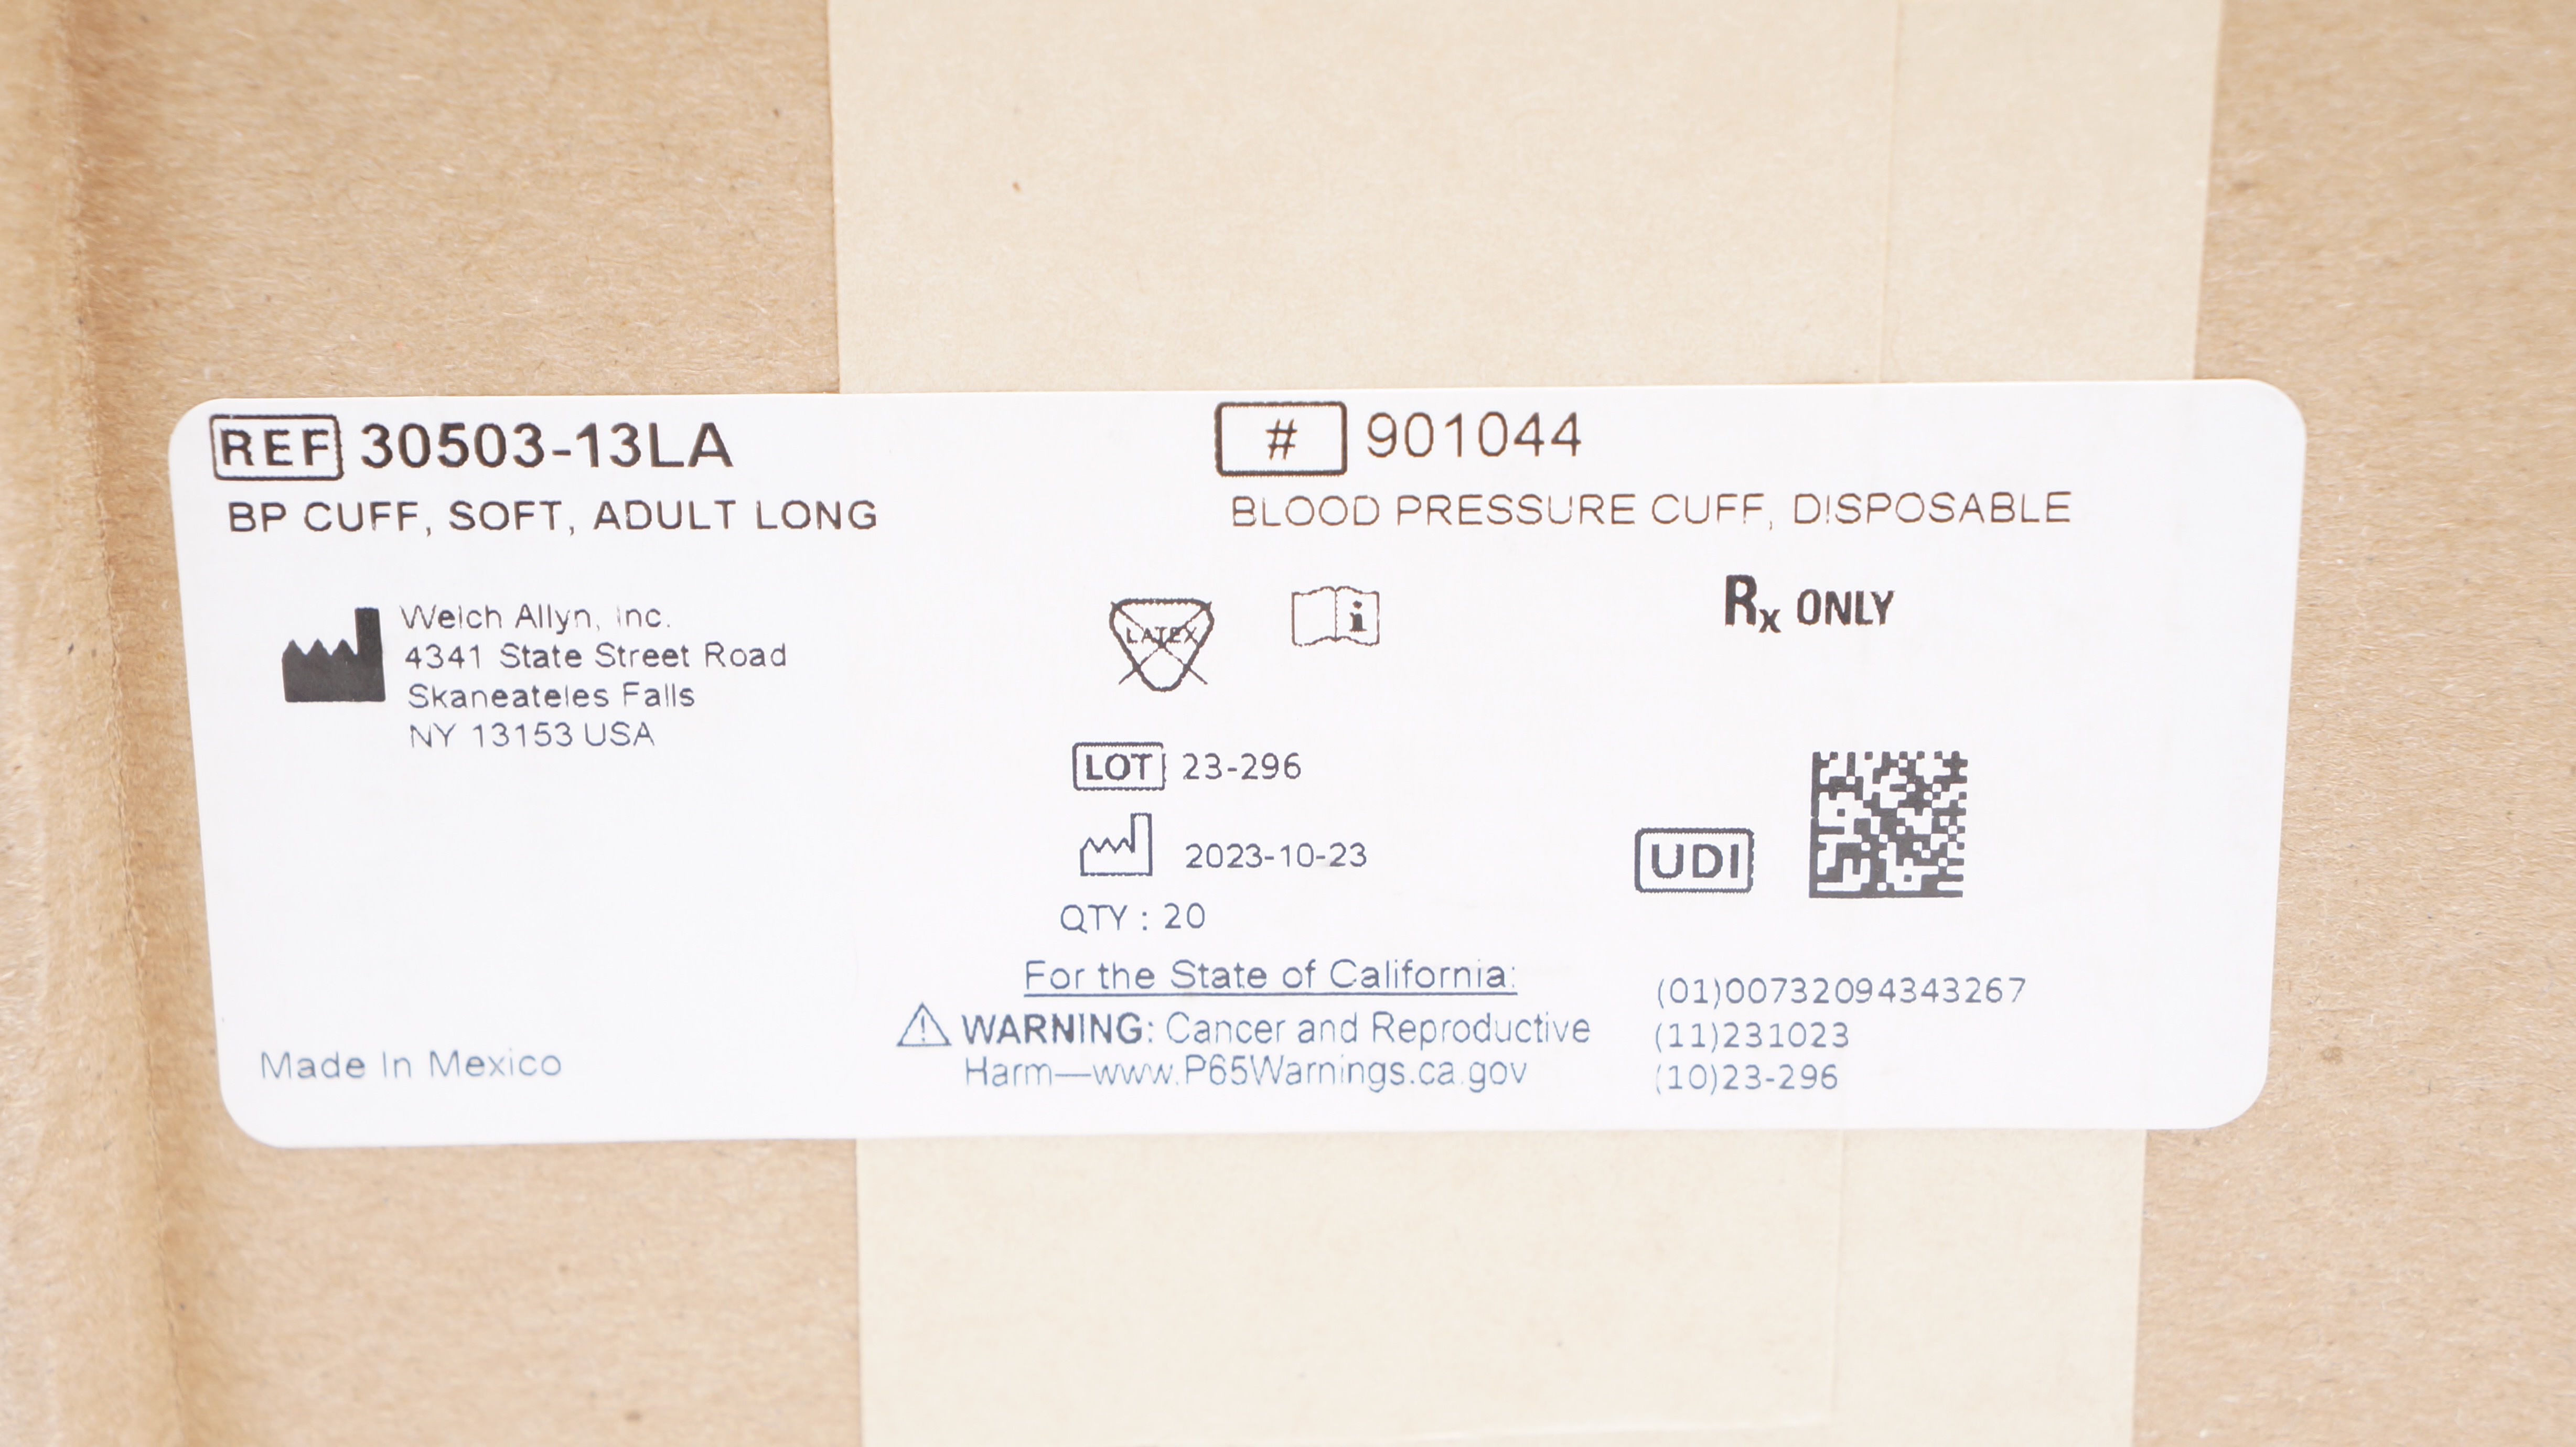 REF 30503-13LA
BP CUFF, SOFT, ADULT LONG
# 901044
BLOOD PRESSURE CUFF, DISPOSABLE
Welch Allyn, Inc.
4341 State Street Road
Skaneateles Falls
NY 13153 USA
LATEX
i
Rx ONLY
LOT 23-296
2023-10-23
QTY : 20
UDI
For the State of California:
WARNING: Cancer and Reproductive
Harm—www.P65Warnings.ca.gov
(01)00732094343267
(11)231023
(10)23-296
Made In Mexico